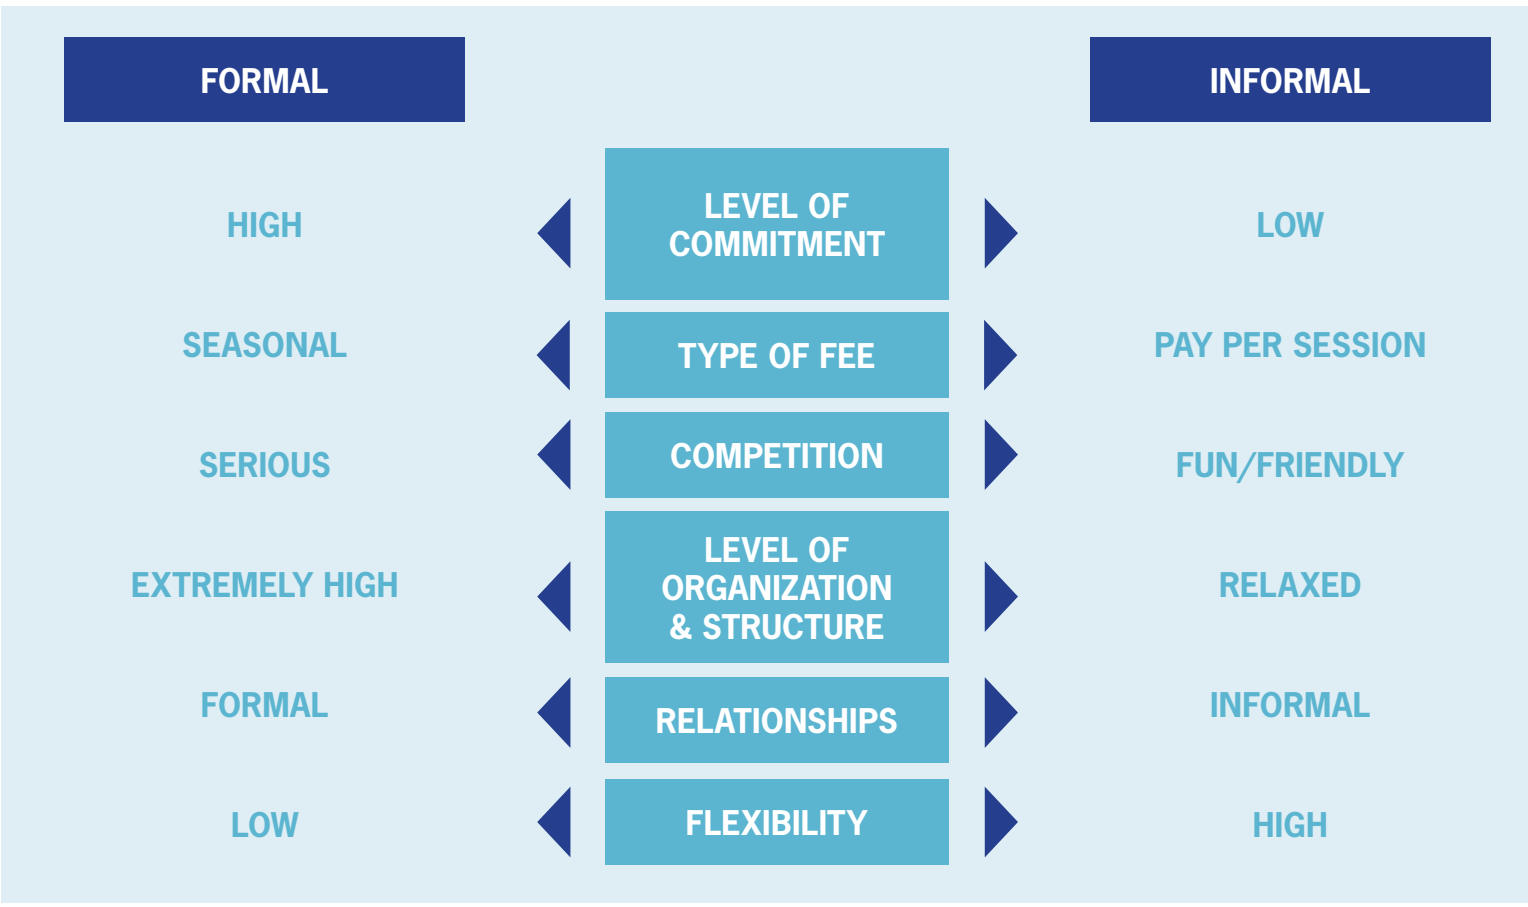 FORMAL
INFORMAL
HIGH
LEVEL OF
COMMITMENT
LOW
SEASONAL
TYPE OF FEE
PAY PER SESSION
SERIOUS
COMPETITION
FUN/FRIENDLY
EXTREMELY HIGH
LEVEL OF
ORGANIZATION
& STRUCTURE
RELAXED
FORMAL
RELATIONSHIPS
INFORMAL
LOW
FLEXIBILITY
HIGH